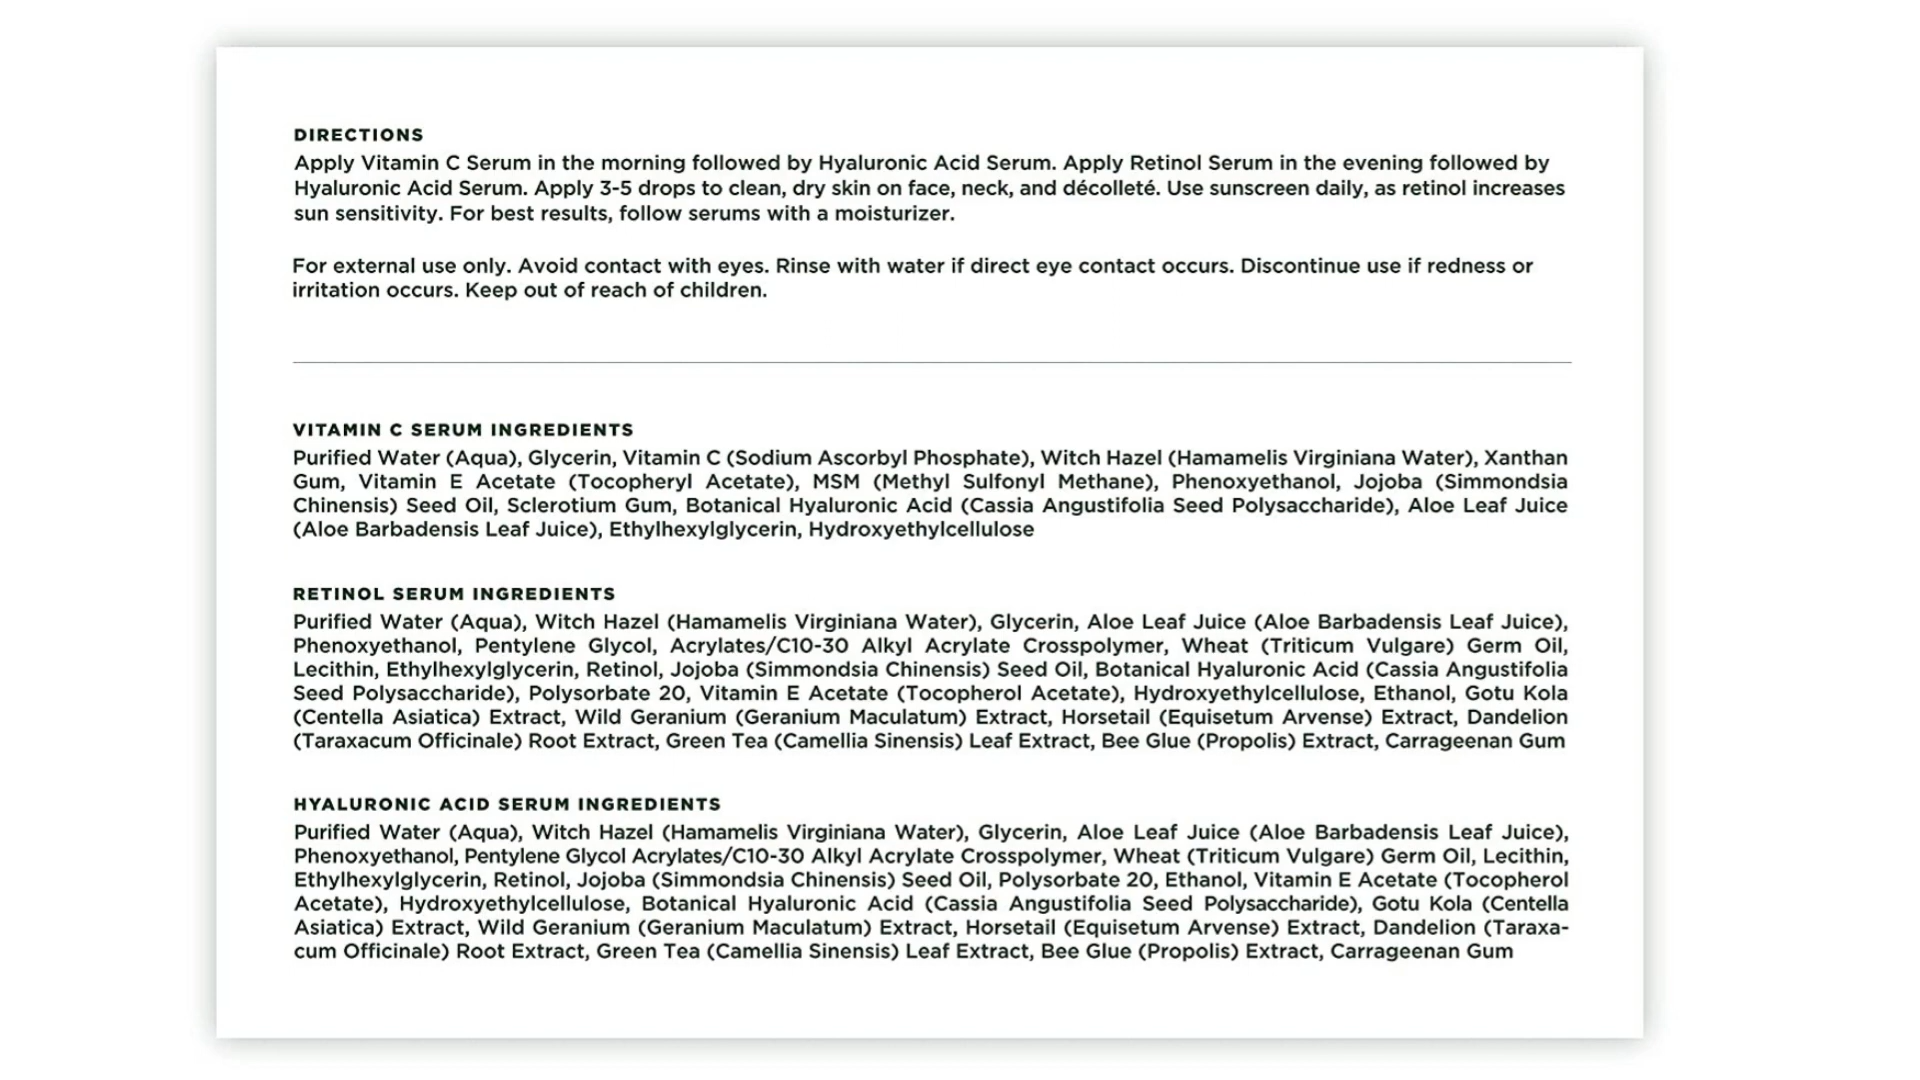 DIRECTIONS
Apply Vitamin C Serum in the morning followed by Hyaluronic Acid Serum. Apply Retinol Serum in the evening followed by
Hyaluronic Acid Serum. Apply 3-5 drops to clean, dry skin on face, neck, and décolleté. Use sunscreen daily, as retinol increases
sun sensitivity. For best results, follow serums with a moisturizer.
For external use only. Avoid contact with eyes. Rinse with water if direct eye contact occurs. Discontinue use if redness or
irritation occurs. Keep out of reach of children.
VITAMIN C SERUM INGREDIENTS
Purified Water (Aqua), Glycerin, Vitamin C (Sodium Ascorbyl Phosphate), Witch Hazel (Hamamelis Virginiana Water), Xanthan
Gum, Vitamin E Acetate (Tocopheryl Acetate), MSM (Methyl Sulfonyl Methane), Phenoxyethanol, Jojoba (Simmondsia
Chinensis) Seed Oil, Sclerotium Gum, Botanical Hyaluronic Acid (Cassia Angustifolia Seed Polysaccharide), Aloe Leaf Juice
(Aloe Barbadensis Leaf Juice), Ethylhexylglycerin, Hydroxyethylcellulose
RETINOL SERUM INGREDIENTS
Purified Water (Aqua), Witch Hazel (Hamamelis Virginiana Water), Glycerin, Aloe Leaf Juice (Aloe Barbadensis Leaf Juice),
Phenoxyethanol, Pentylene Glycol, Acrylates/C10-30 Alkyl Acrylate Crosspolymer, Wheat (Triticum Vulgare) Germ Oil,
Lecithin, Ethylhexylglycerin, Retinol, Jojoba (Simmondsia Chinensis) Seed Oil, Botanical Hyaluronic Acid (Cassia Angustifolia
Seed Polysaccharide), Polysorbate 20, Vitamin E Acetate (Tocopherol Acetate), Hydroxyethylcellulose, Ethanol, Gotu Kola
(Centella Asiatica) Extract, Wild Geranium (Geranium Maculatum) Extract, Horsetail (Equisetum Arvense) Extract, Dandelion
(Taraxacum Officinale) Root Extract, Green Tea (Camellia Sinensis) Leaf Extract, Bee Glue (Propolis) Extract, Carrageenan Gum
HYALURONIC ACID SERUM INGREDIENTS
Purified Water (Aqua), Witch Hazel (Hamamelis Virginiana Water), Glycerin, Aloe Leaf Juice (Aloe Barbadensis Leaf Juice),
Phenoxyethanol, Pentylene Glycol Acrylates/C10-30 Alkyl Acrylate Crosspolymer, Wheat (Triticum Vulgare) Germ Oil, Lecithin,
Ethylhexylglycerin, Retinol, Jojoba (Simmondsia Chinensis) Seed Oil, Polysorbate 20, Ethanol, Vitamin E Acetate (Tocopherol
Acetate), Hydroxyethylcellulose, Botanical Hyaluronic Acid (Cassia Angustifolia Seed Polysaccharide), Gotu Kola (Centella
Asiatica) Extract, Wild Geranium (Geranium Maculatum) Extract, Horsetail (Equisetum Arvense) Extract, Dandelion (Taraxa-
cum Officinale) Root Extract, Green Tea (Camellia Sinensis) Leaf Extract, Bee Glue (Propolis) Extract, Carrageenan Gum